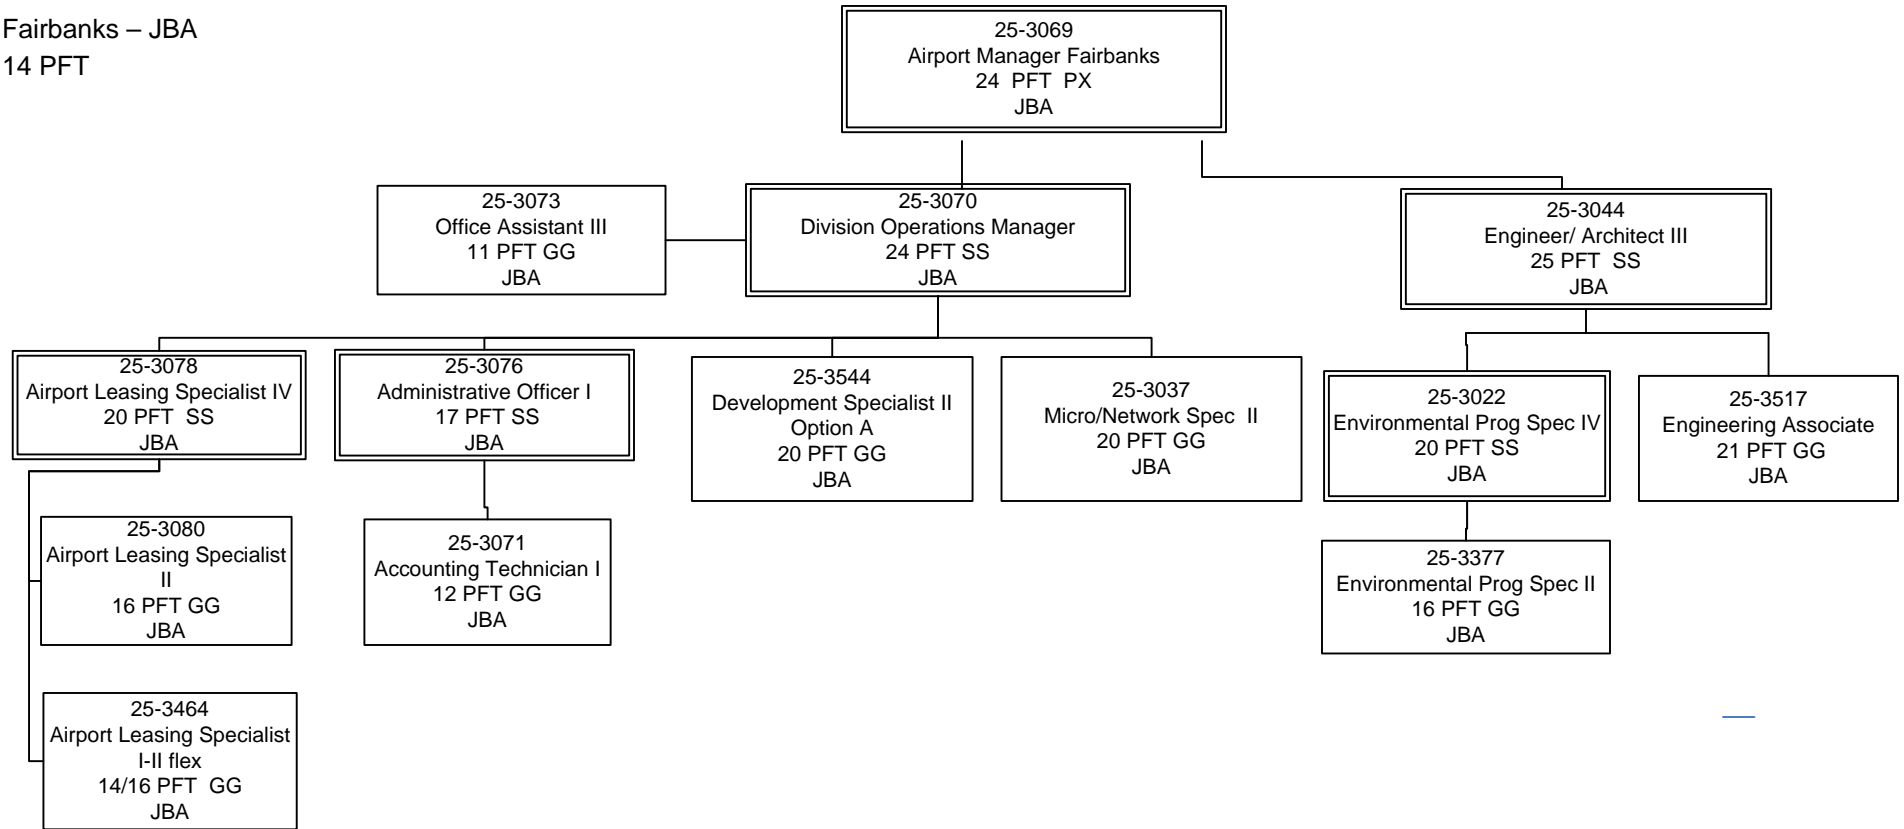 Fairbanks – JBA
14 PFT
25-3069
Airport Manager Fairbanks
24 PFT PX
JBA
25-3073
Office Assistant III
11 PFT GG
JBA
25-3070
Division Operations Manager
24 PFT SS
JBA
25-3044
Engineer/ Architect III
25 PFT SS
JBA
25-3078
Airport Leasing Specialist IV
20 PFT SS
JBA
25-3076
Administrative Officer I
17 PFT SS
JBA
25-3544
Development Specialist II
Option A
20 PFT GG
JBA
25-3037
Micro/Network Spec II
20 PFT GG
JBA
25-3022
Environmental Prog Spec IV
20 PFT SS
JBA
25-3517
Engineering Associate
21 PFT GG
JBA
25-3080
Airport Leasing Specialist
II
16 PFT GG
JBA
25-3071
Accounting Technician I
12 PFT GG
JBA
25-3377
Environmental Prog Spec II
16 PFT GG
JBA
25-3464
Airport Leasing Specialist
I-II flex
14/16 PFT GG
JBA